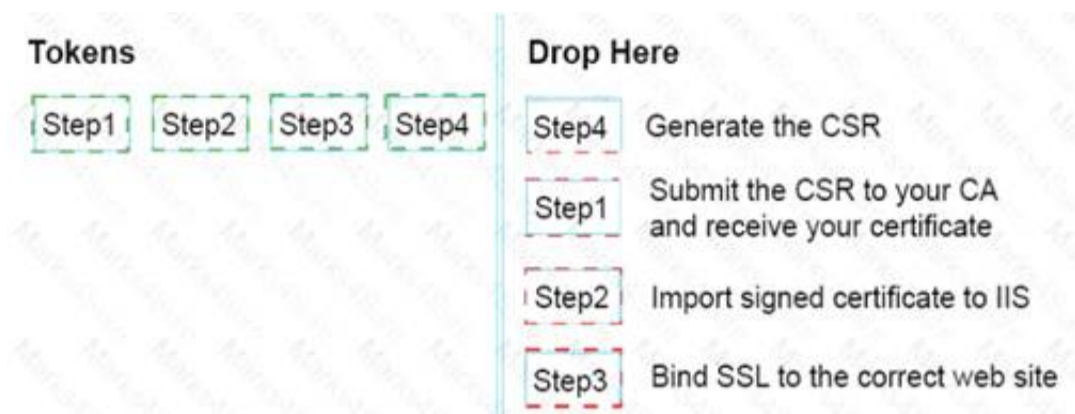 Tokens
Step1 Step2 Step3 Step4
Drop Here
Step4 Generate the CSR
Step1 Submit the CSR to your CA
and receive your certificate
Step2 Import signed certificate to IIS
Step3 Bind SSL to the correct web site